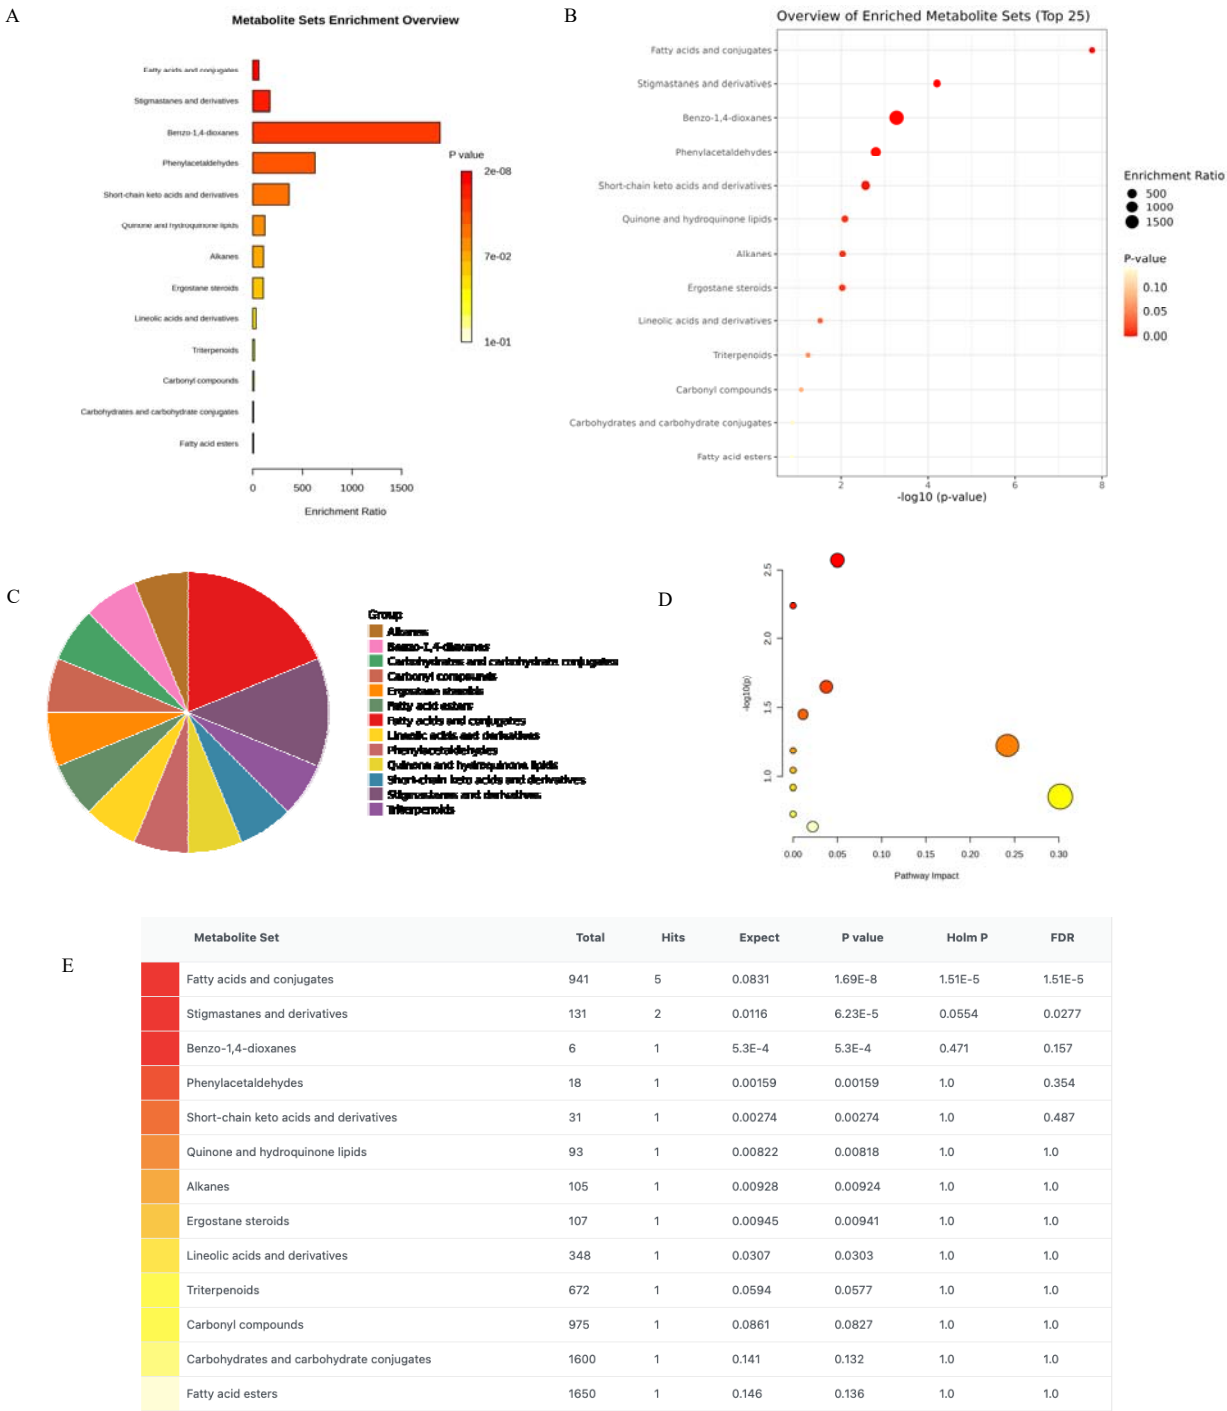 A
Metabolite Sets Enrichment Overview
Fatty acids and conjugates
Stigmastanes and derivatives
Benzo-1,4-dioxanes
Phenylacetaldehydes
Short-chain keto acids and derivatives
Quinone and hydroquinone lipids
Alkanes
Ergostane steroids
Lineolic acids and derivatives
Triterpenoids
Carbonyl compounds
Carbohydrates and carbohydrate conjugates
Fatty acid esters
0 500 1000 1500
Enrichment Ratio
P value
2e-08
7e-02
1e-01
B
Overview of Enriched Metabolite Sets (Top 25)
Fatty acids and conjugates
Stigmastanes and derivatives
Benzo-1,4-dioxanes
Phenylacetaldehydes
Short-chain keto acids and derivatives
Quinone and hydroquinone lipids
Alkanes
Ergostane steroids
Lineolic acids and derivatives
Triterpenoids
Carbonyl compounds
Carbohydrates and carbohydrate conjugates
Fatty acid esters
2 4 6 8
-log10 (p-value)
Enrichment Ratio
500
1000
1500
P-value
0.10
0.05
0.00
C
Group
Alkanes
Benzo-1,4-dioxanes
Carbohydrates and carbohydrate conjugates
Carbonyl compounds
Ergostane steroids
Fatty acid esters
Fatty acids and conjugates
Lineolic acids and derivatives
Phenylacetaldehydes
Quinone and hydroquinone lipids
Short-chain keto acids and derivatives
Stigmastanes and derivatives
Triterpenoids
D
2.5
2.0
1.5
1.0
-log10(p)
0.00 0.05 0.10 0.15 0.20 0.25 0.30
Pathway Impact
E
Metabolite Set Total Hits Expect P value Holm P FDR
Fatty acids and conjugates 941 5 0.0831 1.69E-8 1.51E-5 1.51E-5
Stigmastanes and derivatives 131 2 0.0116 6.23E-5 0.0554 0.0277
Benzo-1,4-dioxanes 6 1 5.3E-4 5.3E-4 0.471 0.157
Phenylacetaldehydes 18 1 0.00159 0.00159 1.0 0.354
Short-chain keto acids and derivatives 31 1 0.00274 0.00274 1.0 0.487
Quinone and hydroquinone lipids 93 1 0.00822 0.00818 1.0 1.0
Alkanes 105 1 0.00928 0.00924 1.0 1.0
Ergostane steroids 107 1 0.00945 0.00941 1.0 1.0
Lineolic acids and derivatives 348 1 0.0307 0.0303 1.0 1.0
Triterpenoids 672 1 0.0594 0.0577 1.0 1.0
Carbonyl compounds 975 1 0.0861 0.0827 1.0 1.0
Carbohydrates and carbohydrate conjugates 1600 1 0.141 0.132 1.0 1.0
Fatty acid esters 1650 1 0.146 0.136 1.0 1.0